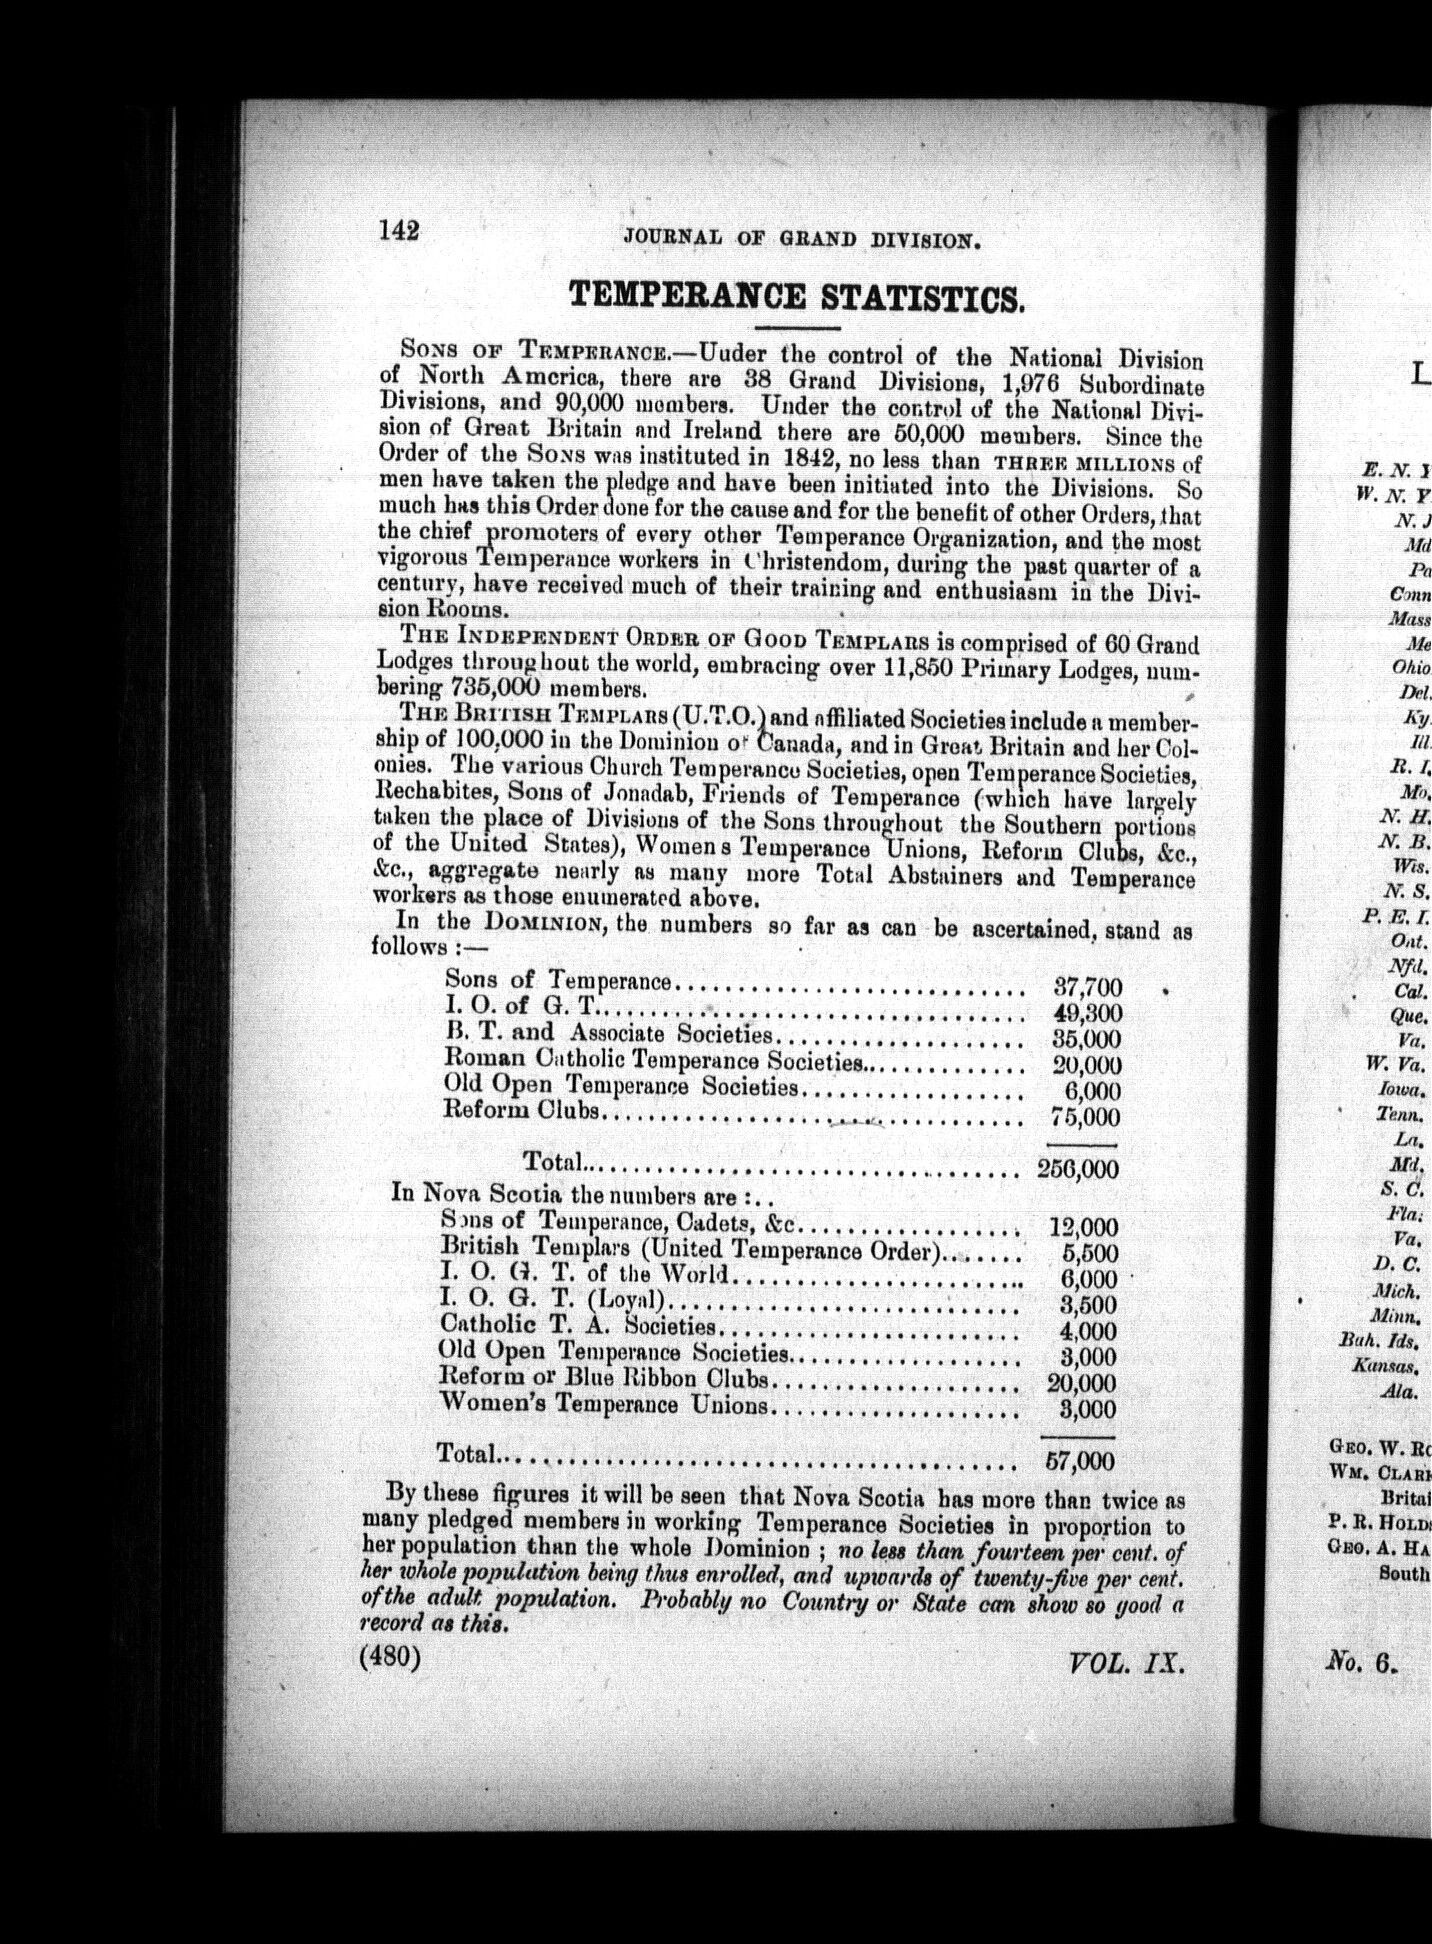 142
JOURNAL OF GRAND DIVISION.
TEMPERANCE STATISTICS.
SONS OF TEMPERANCE.—Uuder the control of the National Division
of North America, there are 38 Grand Divisions, 1,976 Subordinate
Divisions, and 90,000 members. Under the control of the National Divi-
sion of Great Britain and Ireland there are 50,000 members. Since the
Order of the SONS was instituted in 1842, no less than THREE MILLIONS of
men have taken the pledge and have been initiated into the Divisions. So
much has this Order done for the cause and for the benefit of other Orders, that
the chief promoters of every other Temperance Organization, and the most
vigorous Temperance workers in Christendom, during the past quarter of a
century, have received much of their training and enthusiasm in the Divi-
sion Rooms.
THE INDEPENDENT ORDER OF GOOD TEMPLARS is comprised of 60 Grand
Lodges throughout the world, embracing over 11,850 Primary Lodges, num-
bering 735,000 members.
THE BRITISH TEMPLARS (U.T.O.) and affiliated Societies include a member-
ship of 100,000 in the Dominion of Canada, and in Great Britain and her Col-
onies. The various Church Temperance Societies, open Temperance Societies,
Rechabites, Sons of Jonadab, Friends of Temperance (which have largely
taken the place of Divisions of the Sons throughout the Southern portions
of the United States), Women s Temperance Unions, Reform Clubs, &c.,
&c., aggregate nearly as many more Total Abstainers and Temperance
workers as those enumerated above.
In the DOMINION, the numbers so far as can be ascertained, stand as
follows :—
Sons of Temperance............................ 37,700
I. O. of G. T................................... 49,300
B. T. and Associate Societies.................... 35,000
Roman Catholic Temperance Societies.............. 20,000
Old Open Temperance Societies.................. 6,000
Reform Clubs.................................. 75,000
Total................................... 256,000
In Nova Scotia the numbers are :..
Sons of Temperance, Cadets, &c.................. 12,000
British Templars (United Temperance Order)....... 5,500
I. O. G. T. of the World........................ 6,000
I. O. G. T. (Loyal)............................. 3,500
Catholic T. A. Societies........................ 4,000
Old Open Temperance Societies................... 3,000
Reform or Blue Ribbon Clubs.................... 20,000
Women's Temperance Unions.................... 3,000
Total.......................................... 57,000
By these figures it will be seen that Nova Scotia has more than twice as
many pledged members in working Temperance Societies in proportion to
her population than the whole Dominion ; no less than fourteen per cent. of
her whole population being thus enrolled, and upwards of twenty-five per cent.
of the adult population. Probably no Country or State can show so good a
record as this.
(480)
VOL. IX.
L
E. N. Y
W. N. Y
N. J
Md
Pa
Conn
Mass
Me
Ohio
Del.
Ky.
Ill.
R. I.
Mo.
N. H.
N. B.
Wis.
N. S.
P. E. I.
Ont.
Nfd.
Cal.
Que.
Va.
W. Va.
Iowa.
Tenn.
La.
Md.
S. C.
Fla.
Va.
D. C.
Mich.
Minn.
Bah. Ids.
Kansas.
Ala.
GEO. W. RO
WM. CLARK
Britai
P. R. HOLD
GEO. A. HA
South
No. 6.